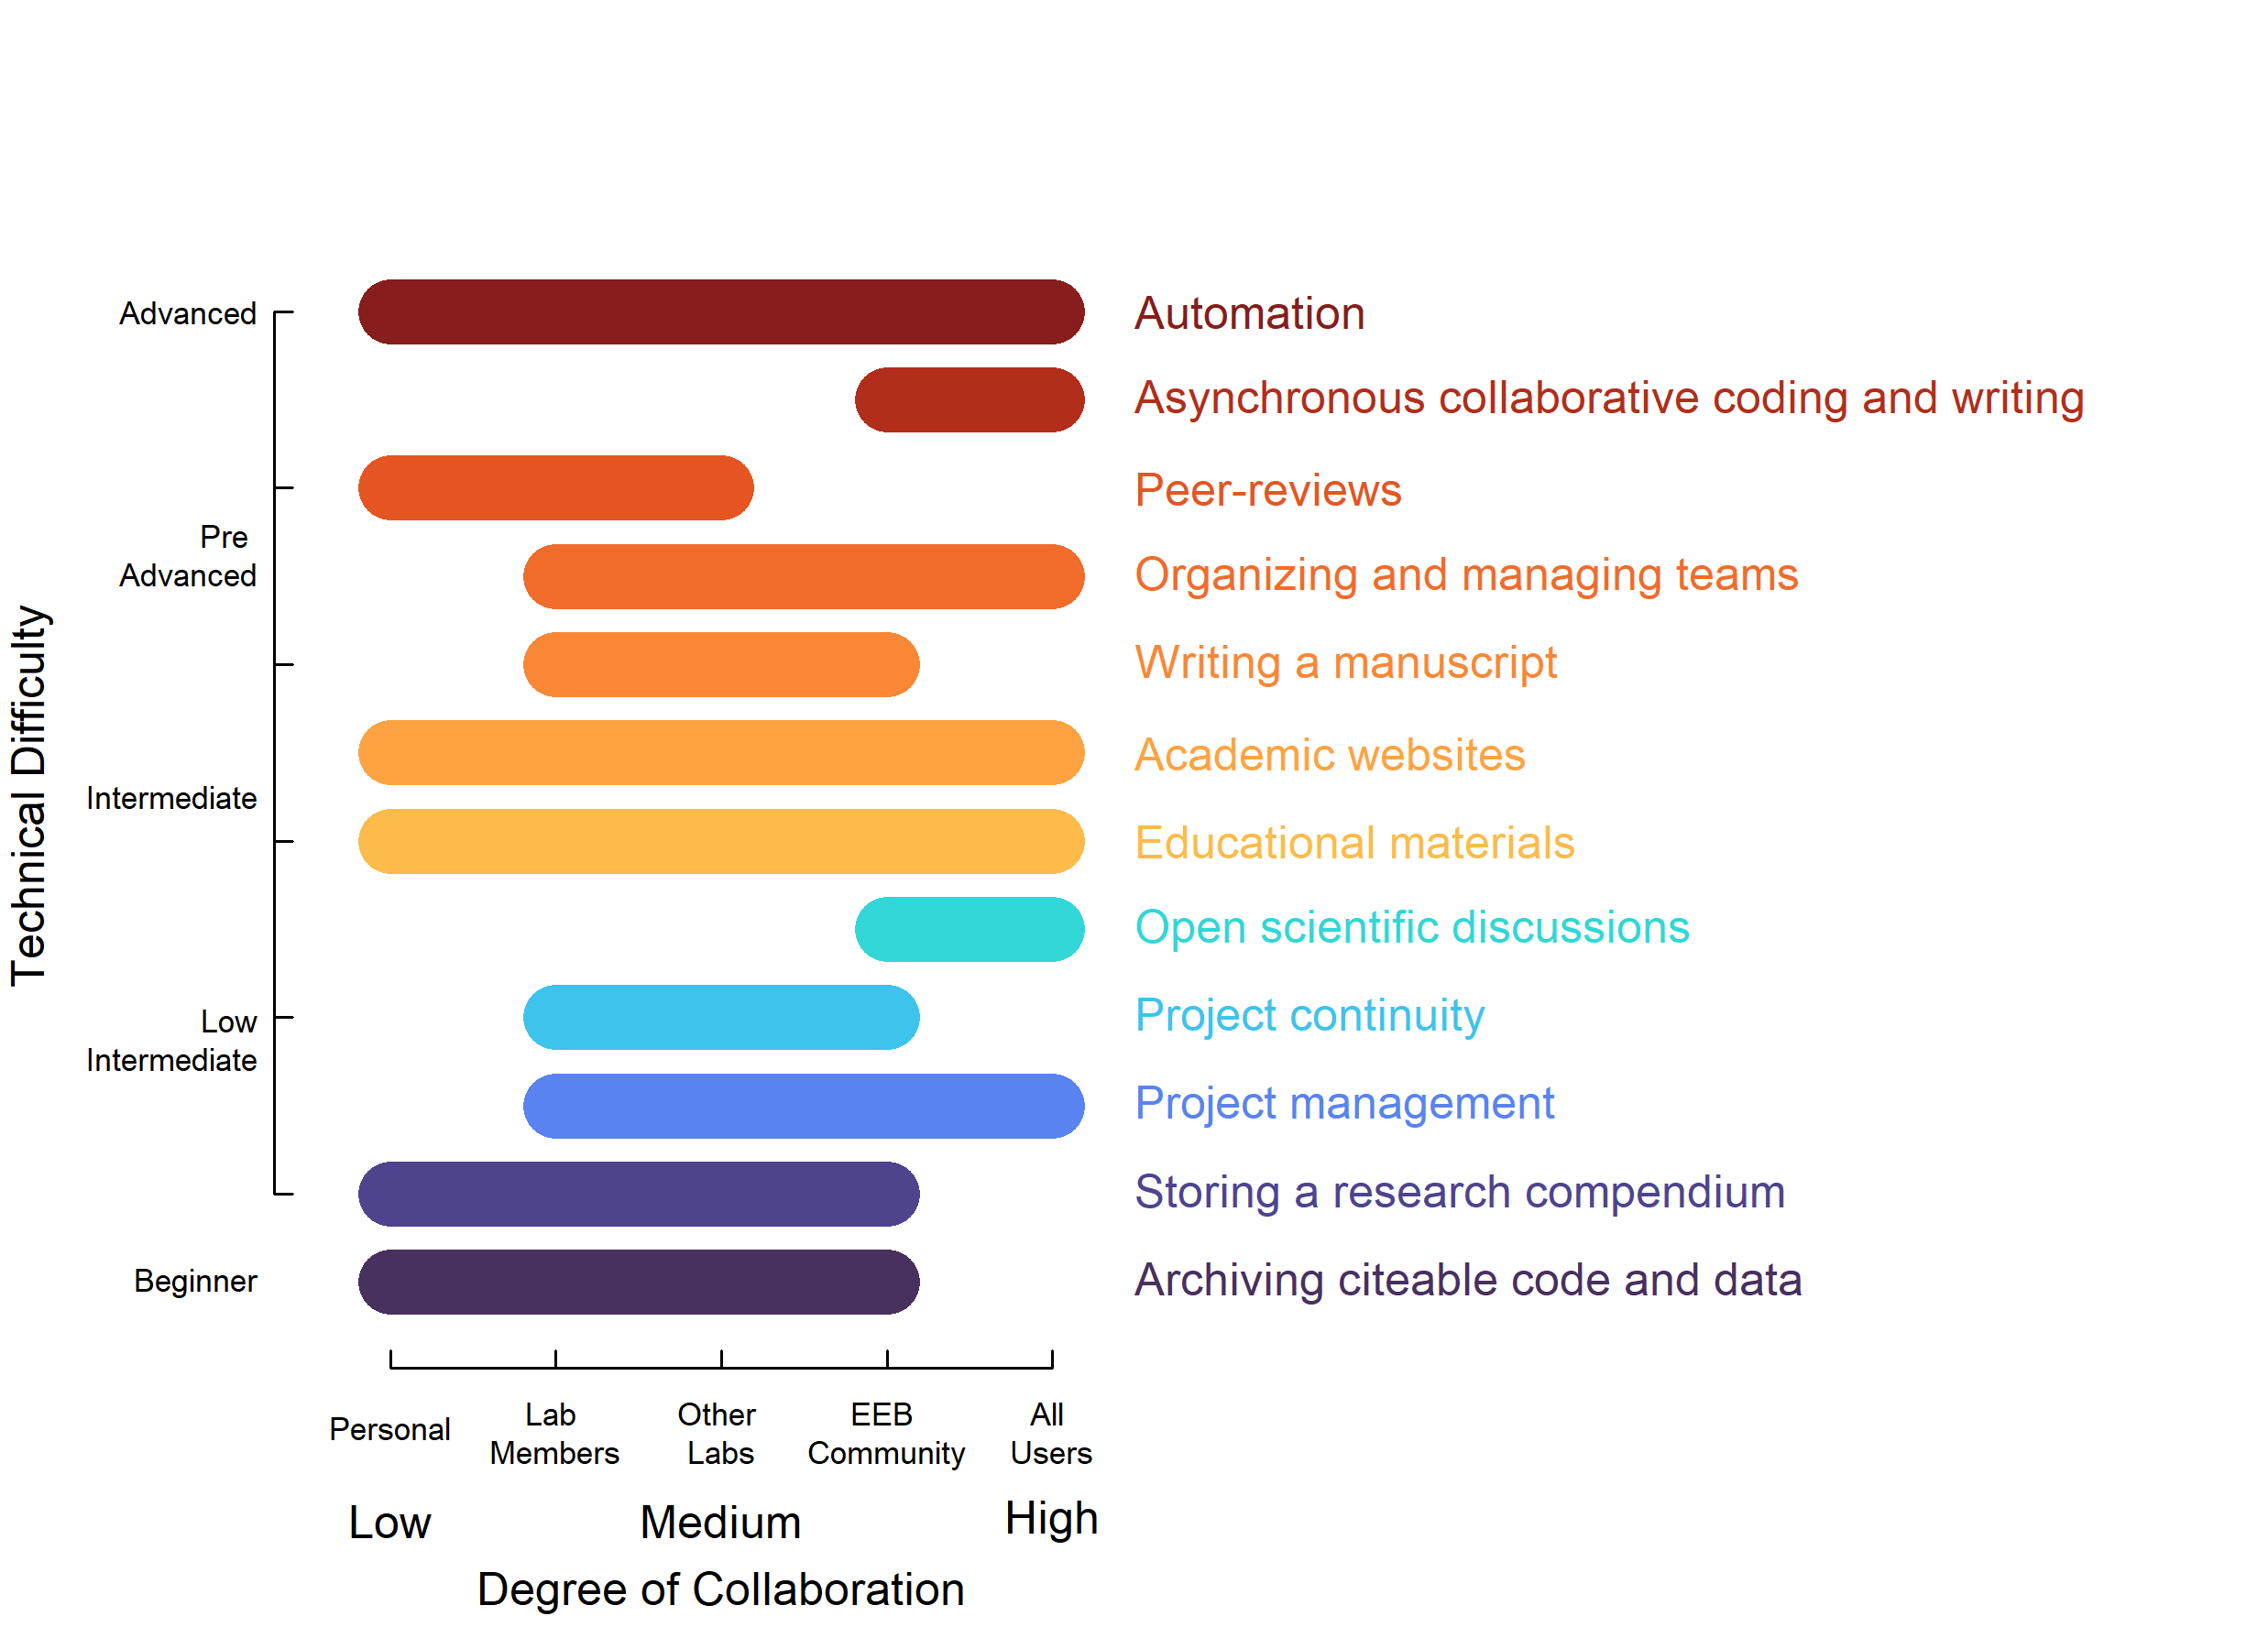 Technical Difficulty
Advanced
Pre
Advanced
Intermediate
Low
Intermediate
Beginner
Automation
Asynchronous collaborative coding and writing
Peer-reviews
Organizing and managing teams
Writing a manuscript
Academic websites
Educational materials
Open scientific discussions
Project continuity
Project management
Storing a research compendium
Archiving citeable code and data
Personal
Lab
Members
Other
Labs
EEB
Community
All
Users
Low
Medium
High
Degree of Collaboration